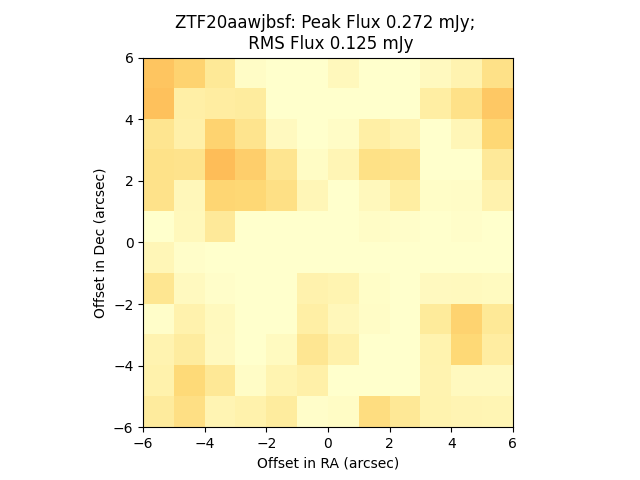 ZTF20aawjbsf: Peak Flux 0.272 mJy;
RMS Flux 0.125 mJy
6
4
2
0
−2
−4
−6
Offset in Dec (arcsec)
−6 −4 −2 0 2 4 6
Offset in RA (arcsec)